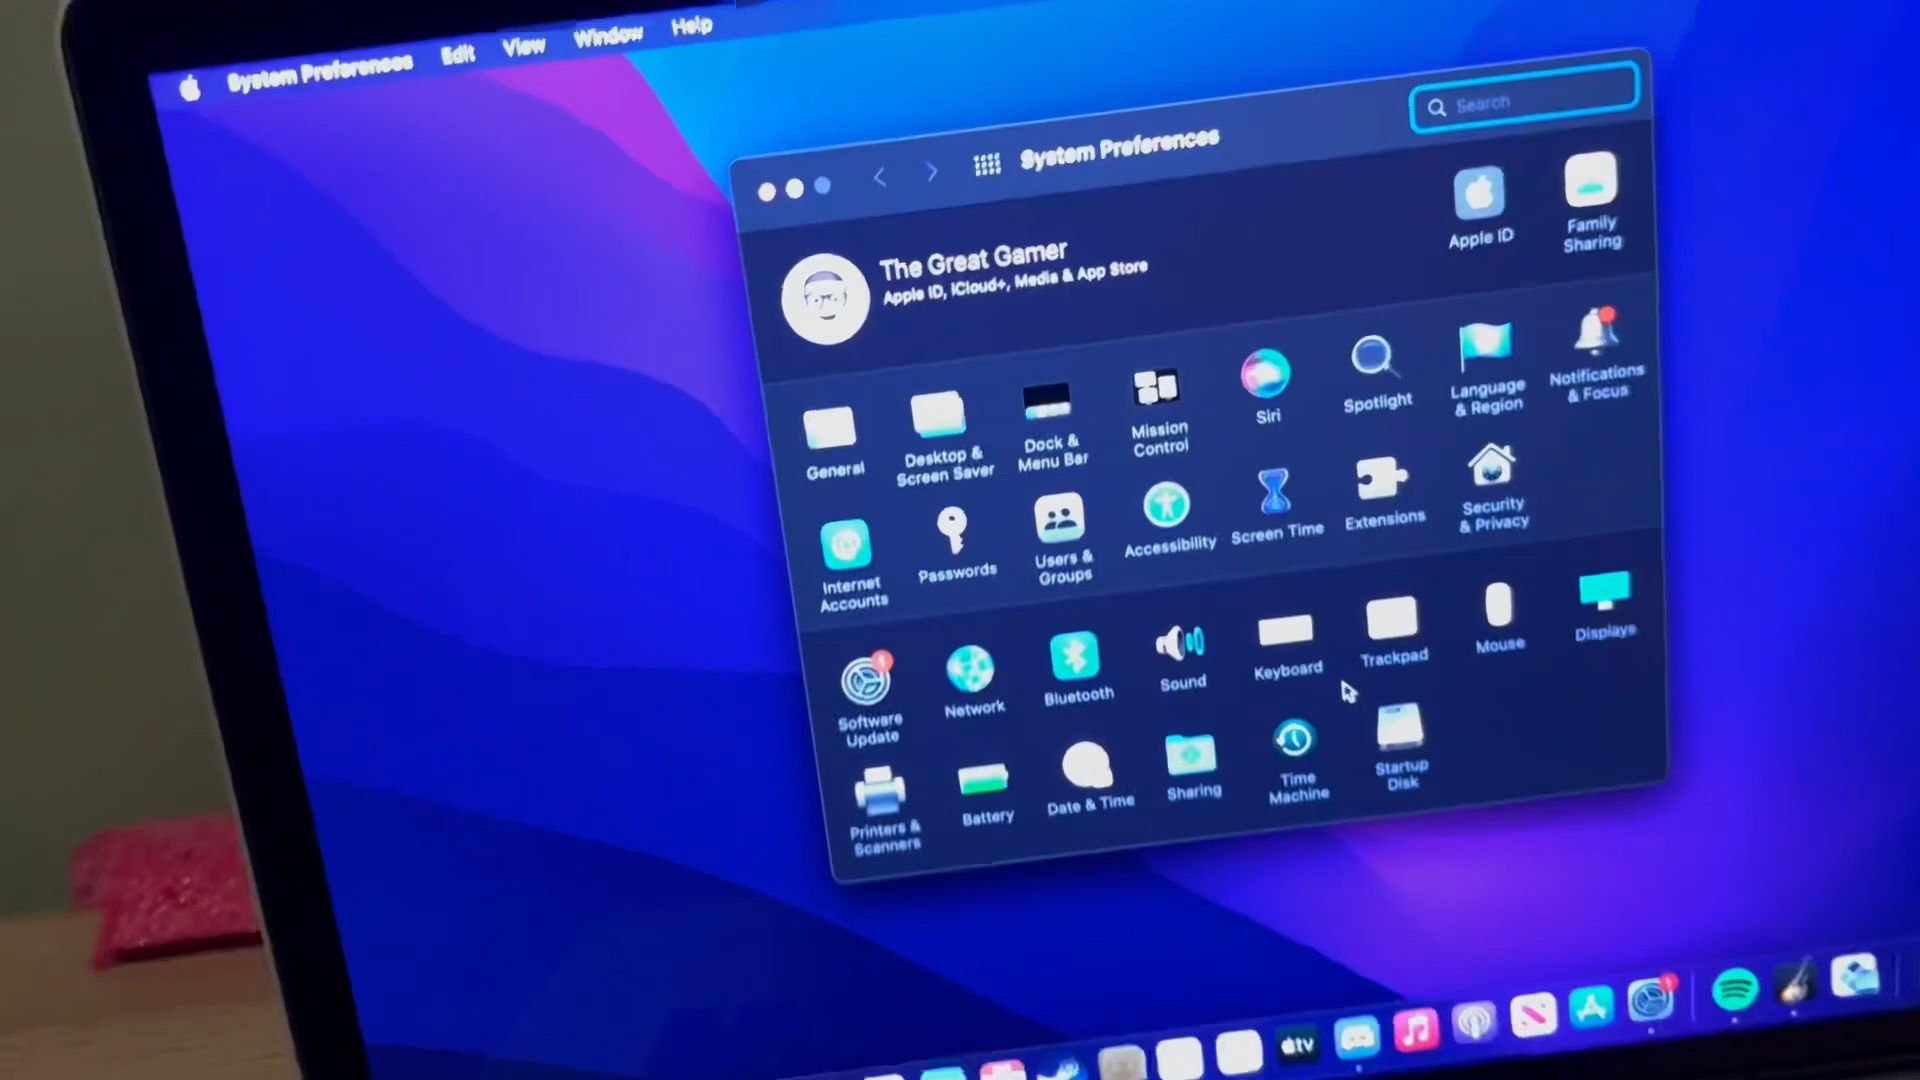 System Preferences Edit View Window Help
System Preferences
Search
The Great Gamer
Apple ID, iCloud+, Media & App Store
Apple ID
Family
Sharing
General
Desktop &
Screen Saver
Dock &
Menu Bar
Mission
Control
Siri
Spotlight
Language
& Region
Notifications
& Focus
Internet
Accounts
Passwords
Users &
Groups
Accessibility
Screen Time
Extensions
Security
& Privacy
1
Software
Update
Network
Bluetooth
Sound
Keyboard
Trackpad
Mouse
Displays
Printers &
Scanners
Battery
Date & Time
Sharing
Time
Machine
Startup
Disk
tv
1